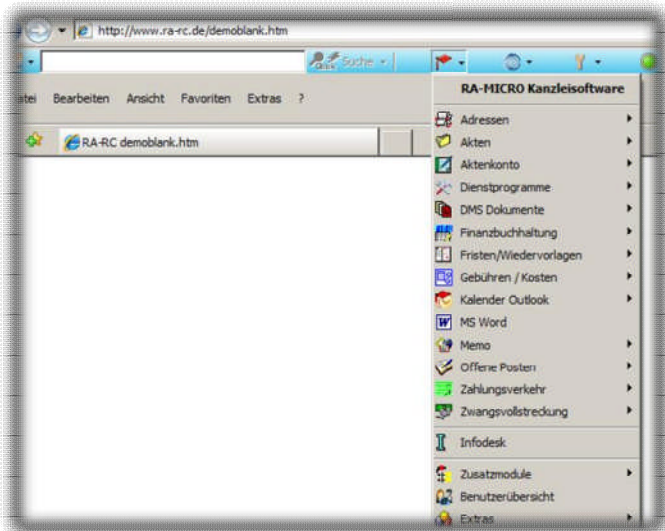 http://www.ra-rc.de/demoblank.htm
Suche
Bearbeiten Ansicht Favoriten Extras ?
RA-RC demoblank.htm
RA-MICRO Kanzleisoftware
Adressen
Akten
Aktenkonto
Dienstprogramme
DMS Dokumente
Finanzbuchhaltung
Fristen/Wiedervorlagen
Gebühren / Kosten
Kalender Outlook
MS Word
Memo
Offene Posten
Zahlungsverkehr
Zwangsvollstreckung
Infodesk
Zusatzmodule
Benutzerübersicht
Extras